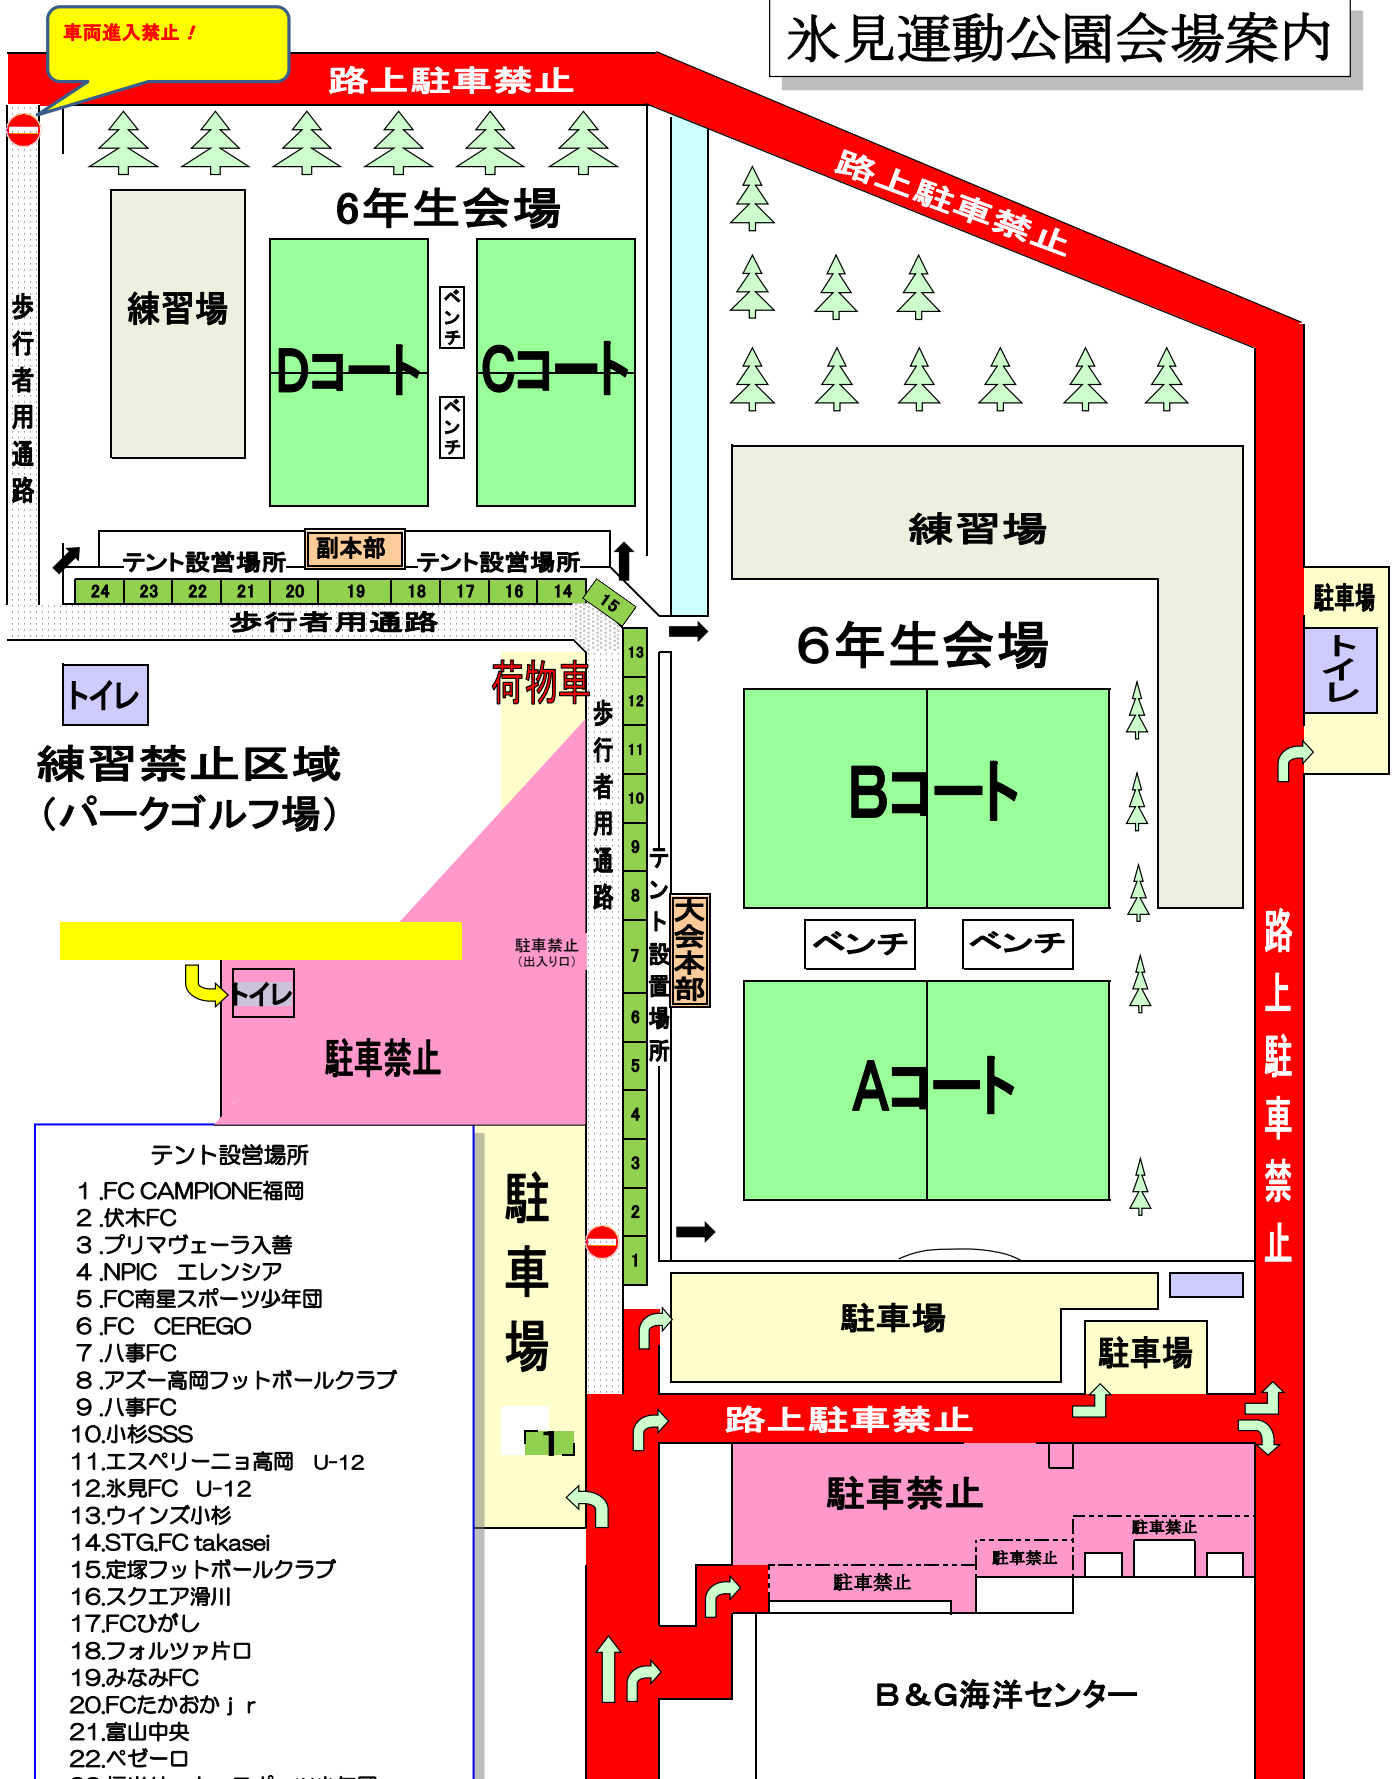 氷見運動公園会場案内
車両進入禁止！
路上駐車禁止
路上駐車禁止
6年生会場
練習場
Dコート
ベンチ
ベンチ
Cコート
歩行者用通路
練習場
テント設営場所
副本部
テント設営場所
24 23 22 21 20 19 18 17 16 14 15
歩行者用通路
駐車場
トイレ
6年生会場
トイレ
荷物車
練習禁止区域
（パークゴルフ場）
歩行者用通路
13
12
11
10
9
8
7
6
5
4
3
2
1
テント設置場所
大会本部
Bコート
ベンチ
ベンチ
Aコート
路上駐車禁止
駐車禁止
（出入り口）
トイレ
駐車禁止
駐車場
1
テント設営場所
1.FC CAMPIONE福岡
2.伏木FC
3.プリマヴェーラ入善
4.NPIC　エレンシア
5.FC南星スポーツ少年団
6.FC　CEREGO
7.八事FC
8.アズー高岡フットボールクラブ
9.八事FC
10.小杉SSS
11.エスペリーニョ高岡　U-12
12.氷見FC　U-12
13.ウインズ小杉
14.STG.FC takasei
15.定塚フットボールクラブ
16.スクエア滑川
17.FCひがし
18.フォルツァ片口
19.みなみFC
20.FCたかおかｊｒ
21.富山中央
22.ペゼーロ
駐車場
駐車場
路上駐車禁止
駐車禁止
駐車禁止
駐車禁止
駐車禁止
B＆G海洋センター